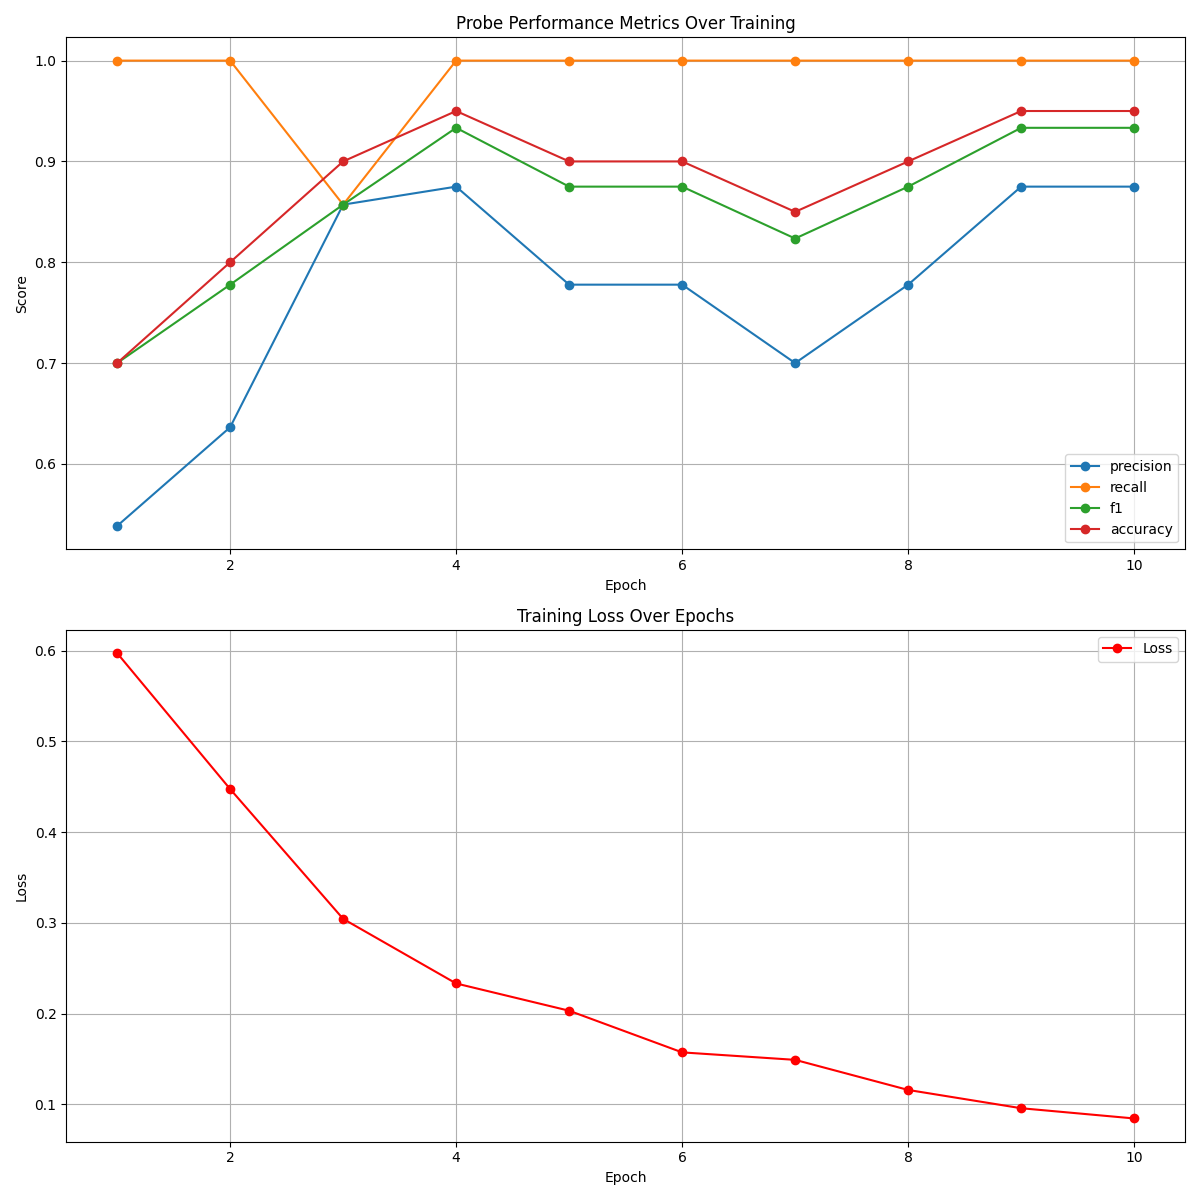 Probe Performance Metrics Over Training
1.0
0.9
0.8
0.7
0.6
Score
precision
recall
f1
accuracy
2 4 6 8 10
Epoch
Training Loss Over Epochs
0.6
0.5
0.4
0.3
0.2
0.1
Loss
Loss
2 4 6 8 10
Epoch